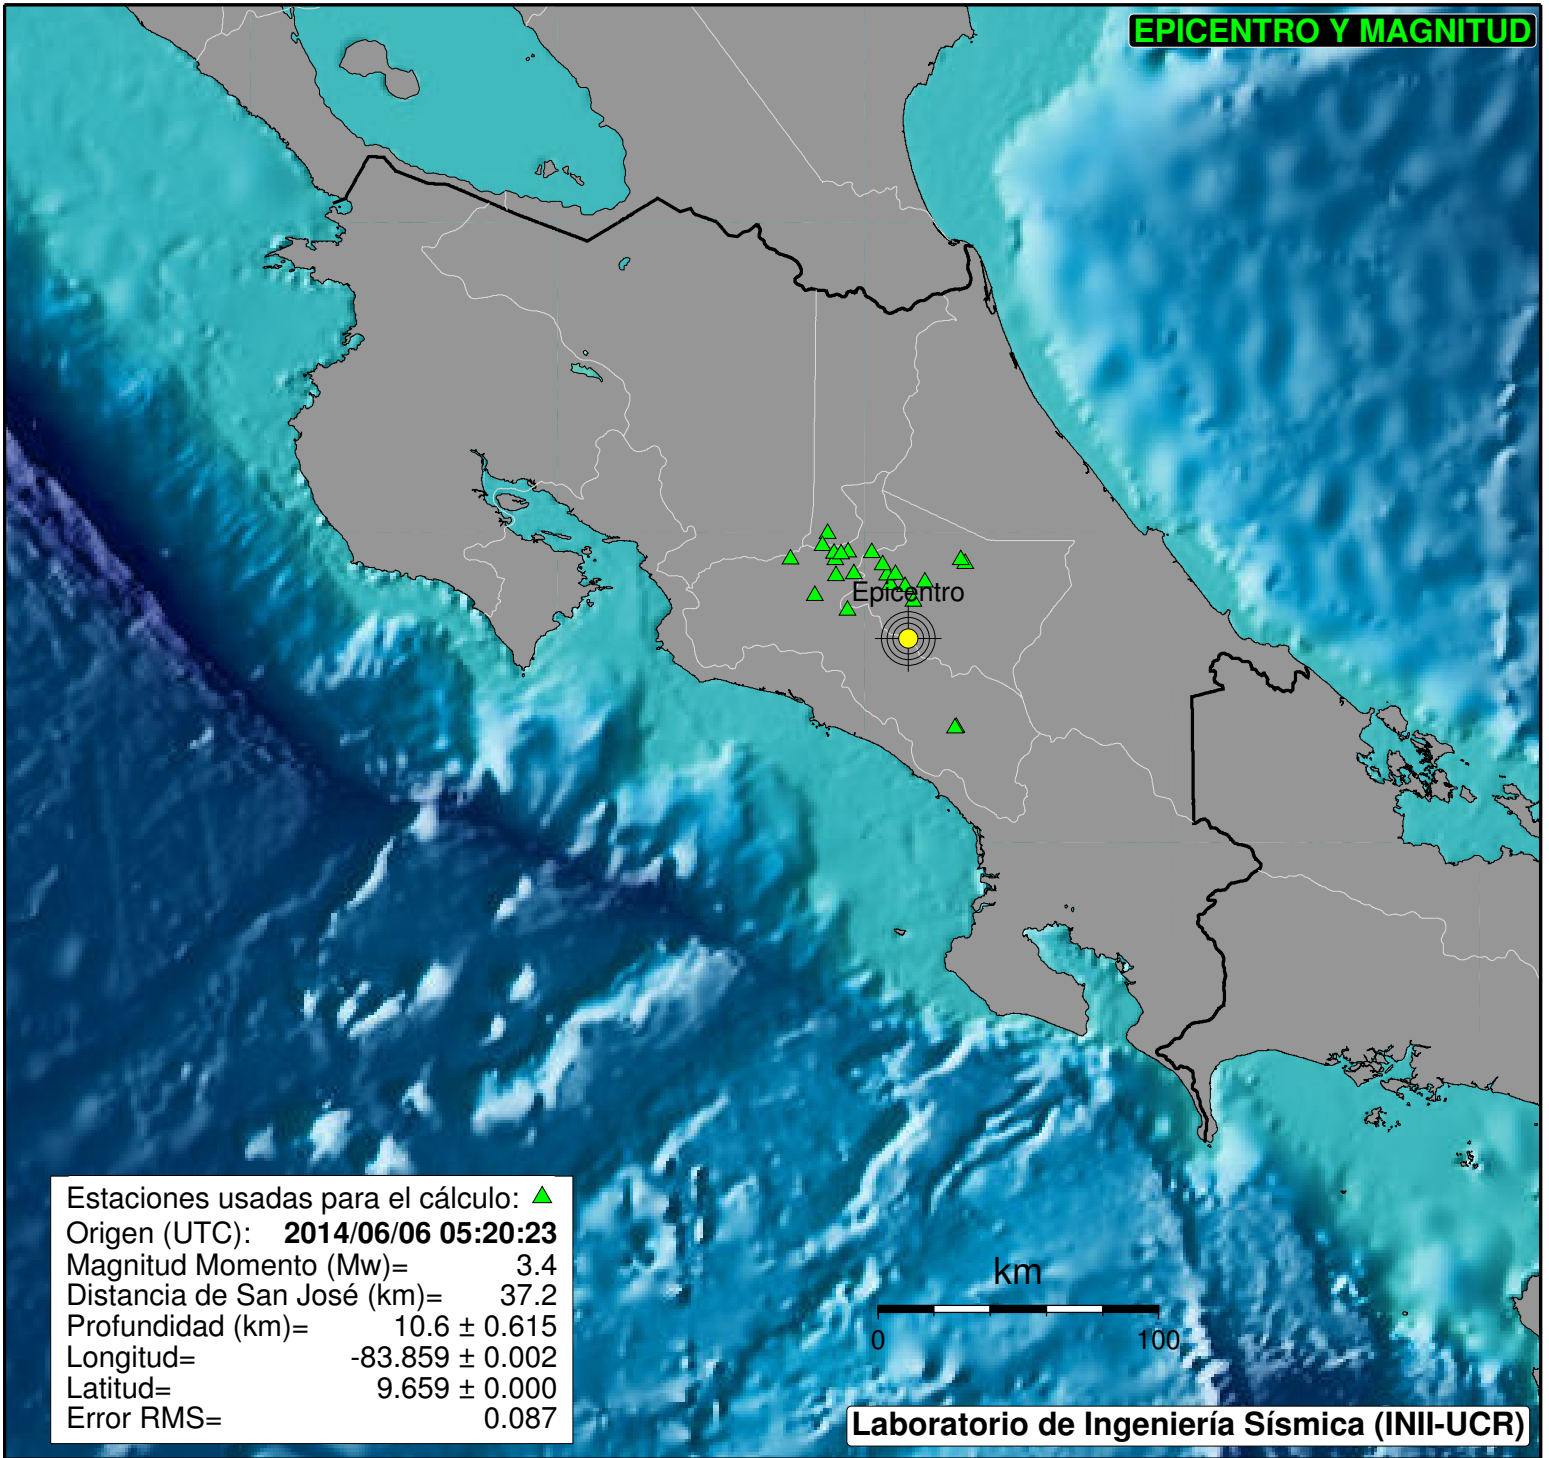 EPICENTRO Y MAGNITUD
Epicentro
Estaciones usadas para el cálculo:
Origen (UTC): 2014/06/06 05:20:23
Magnitud Momento (Mw)= 3.4
Distancia de San José (km)= 37.2
Profundidad (km)= 10.6 ± 0.615
Longitud= -83.859 ± 0.002
Latitud= 9.659 ± 0.000
Error RMS= 0.087
km
0 100
Laboratorio de Ingeniería Sísmica (INII-UCR)